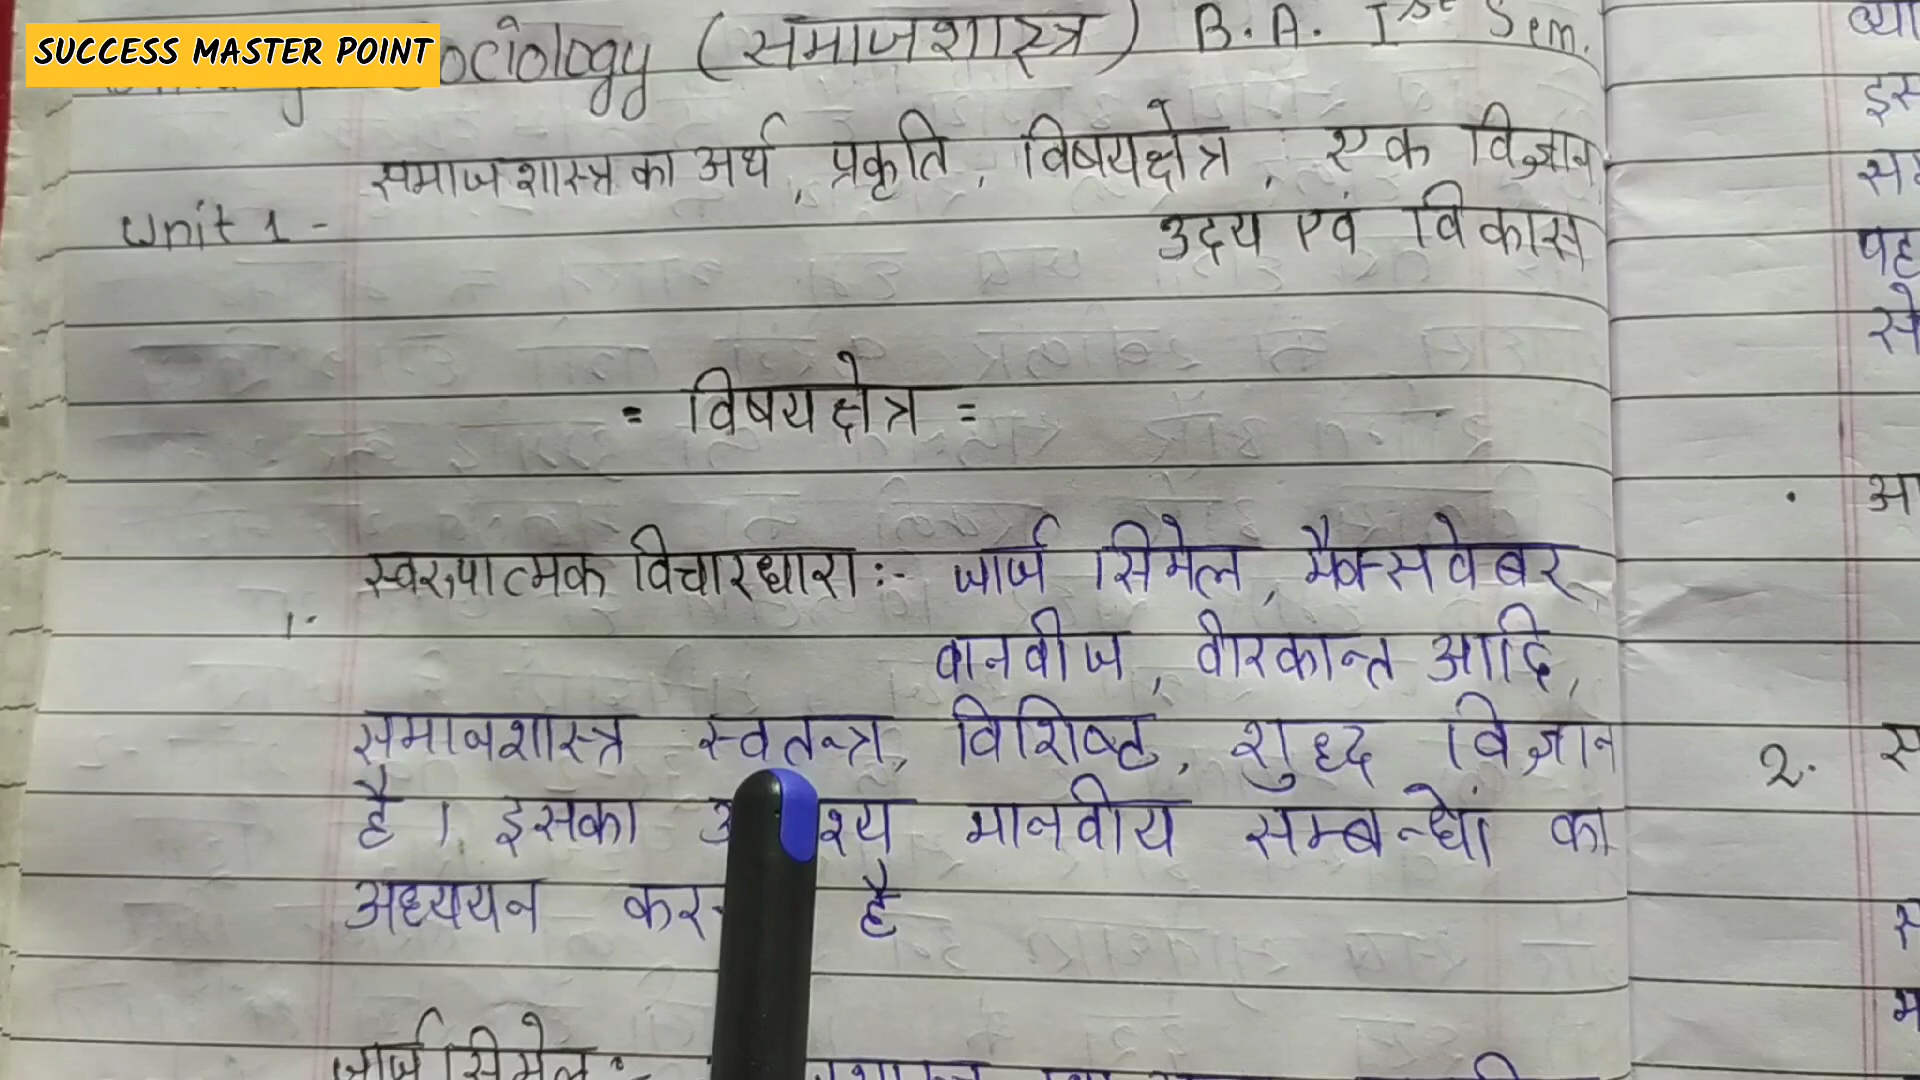 SUCCESS MASTER POINT
ociology (समाजशास्त्र) B.A. Ist Sem.
समाजशास्त्र का अर्थ, प्रकृति, विषयक्षेत्र, एक विज्ञान,
Unit 1 - उदय एवं विकास
= विषयक्षेत्र =
1. स्वरूपात्मक विचारधारा :- जार्ज सिमेल, मैक्सवेबर
वानवीज, वीरकान्त आदि,
समाजशास्त्र स्वतन्त्र, विशिष्ट, शुद्ध विज्ञान
है। इसका मानवीय सम्बन्धों का
अध्ययन कर है
जार्ज सिमेल :-
2.